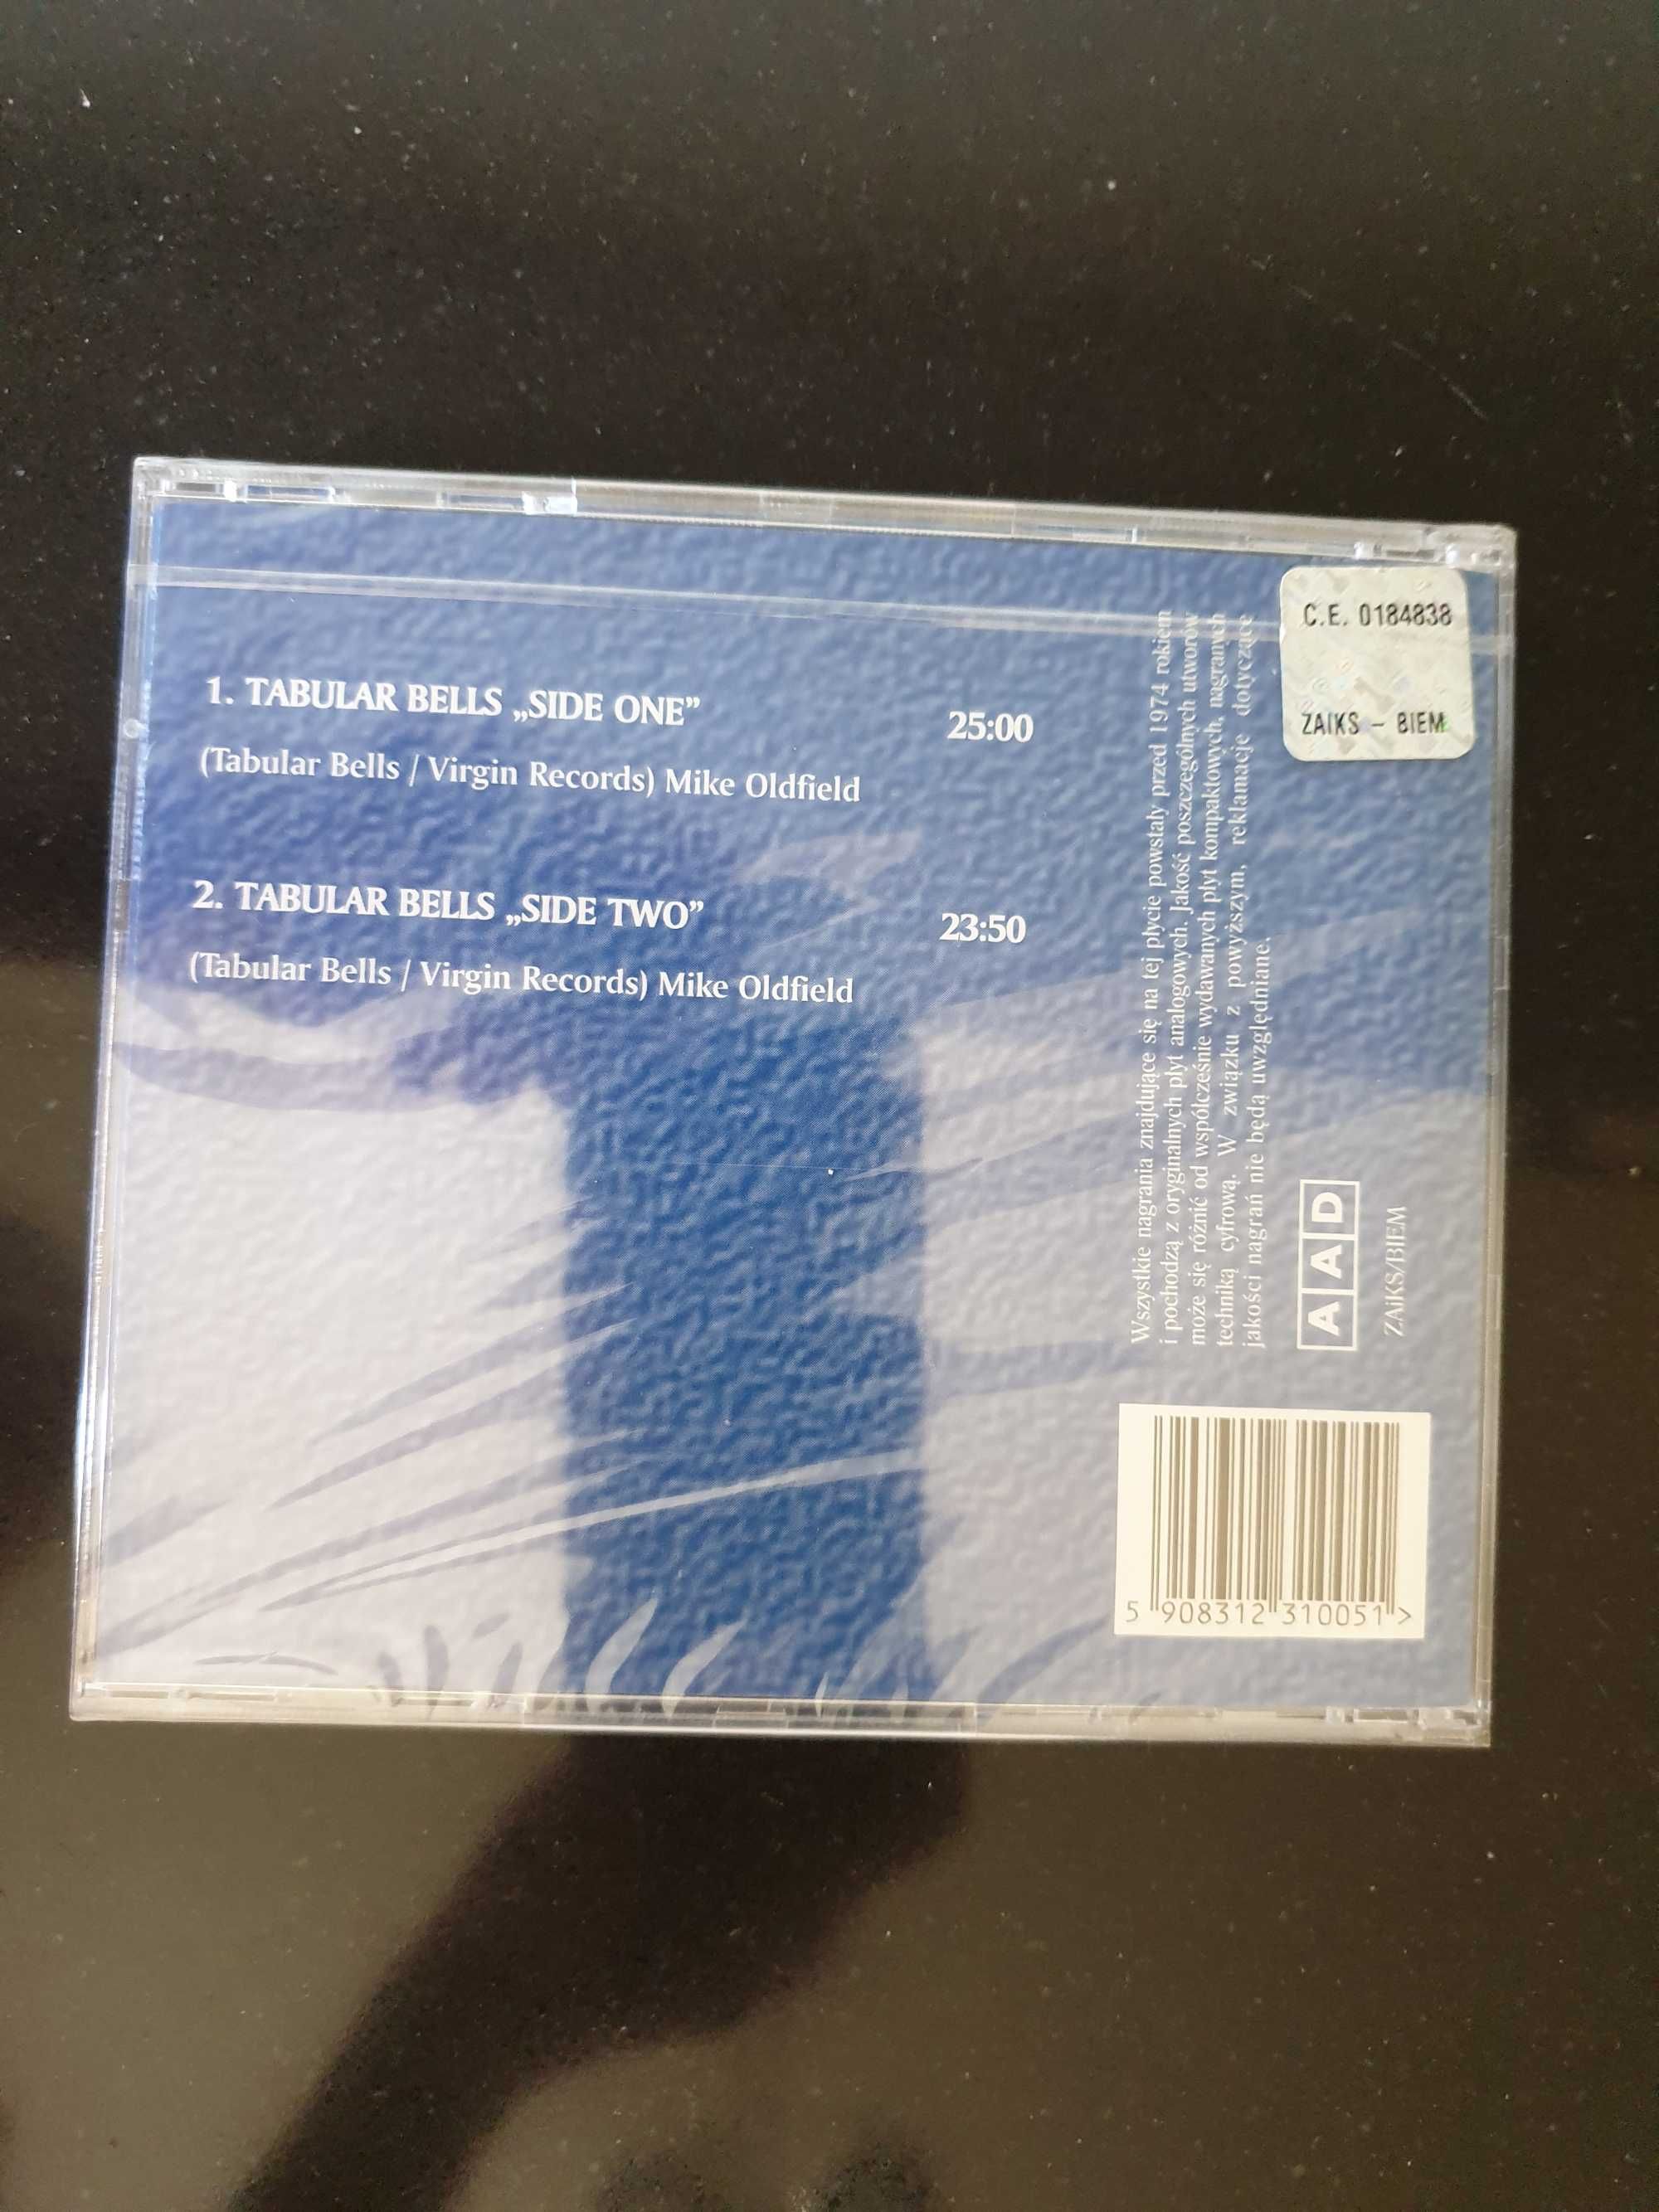 1. TABULAR BELLS „SIDE ONE” 25:00
(Tabular Bells / Virgin Records) Mike Oldfield
2. TABULAR BELLS „SIDE TWO” 23:50
(Tabular Bells / Virgin Records) Mike Oldfield
C.E. 0184838
ZAIKS – BIEM
Wszystkie nagrania znajdujące się na tej płycie powstały przed 1974 rokiem
i pochodzą z oryginalnych płyt analogowych. Jakość poszczególnych utworów
może się różnić od współcześnie wydawanych płyt kompaktowych, nagranych
techniką cyfrową. W związku z powyższym, reklamacje dotyczące
jakości nagrań nie będą uwzględniane.
AAD
ZAiKS/BIEM
5 908312 310051 >